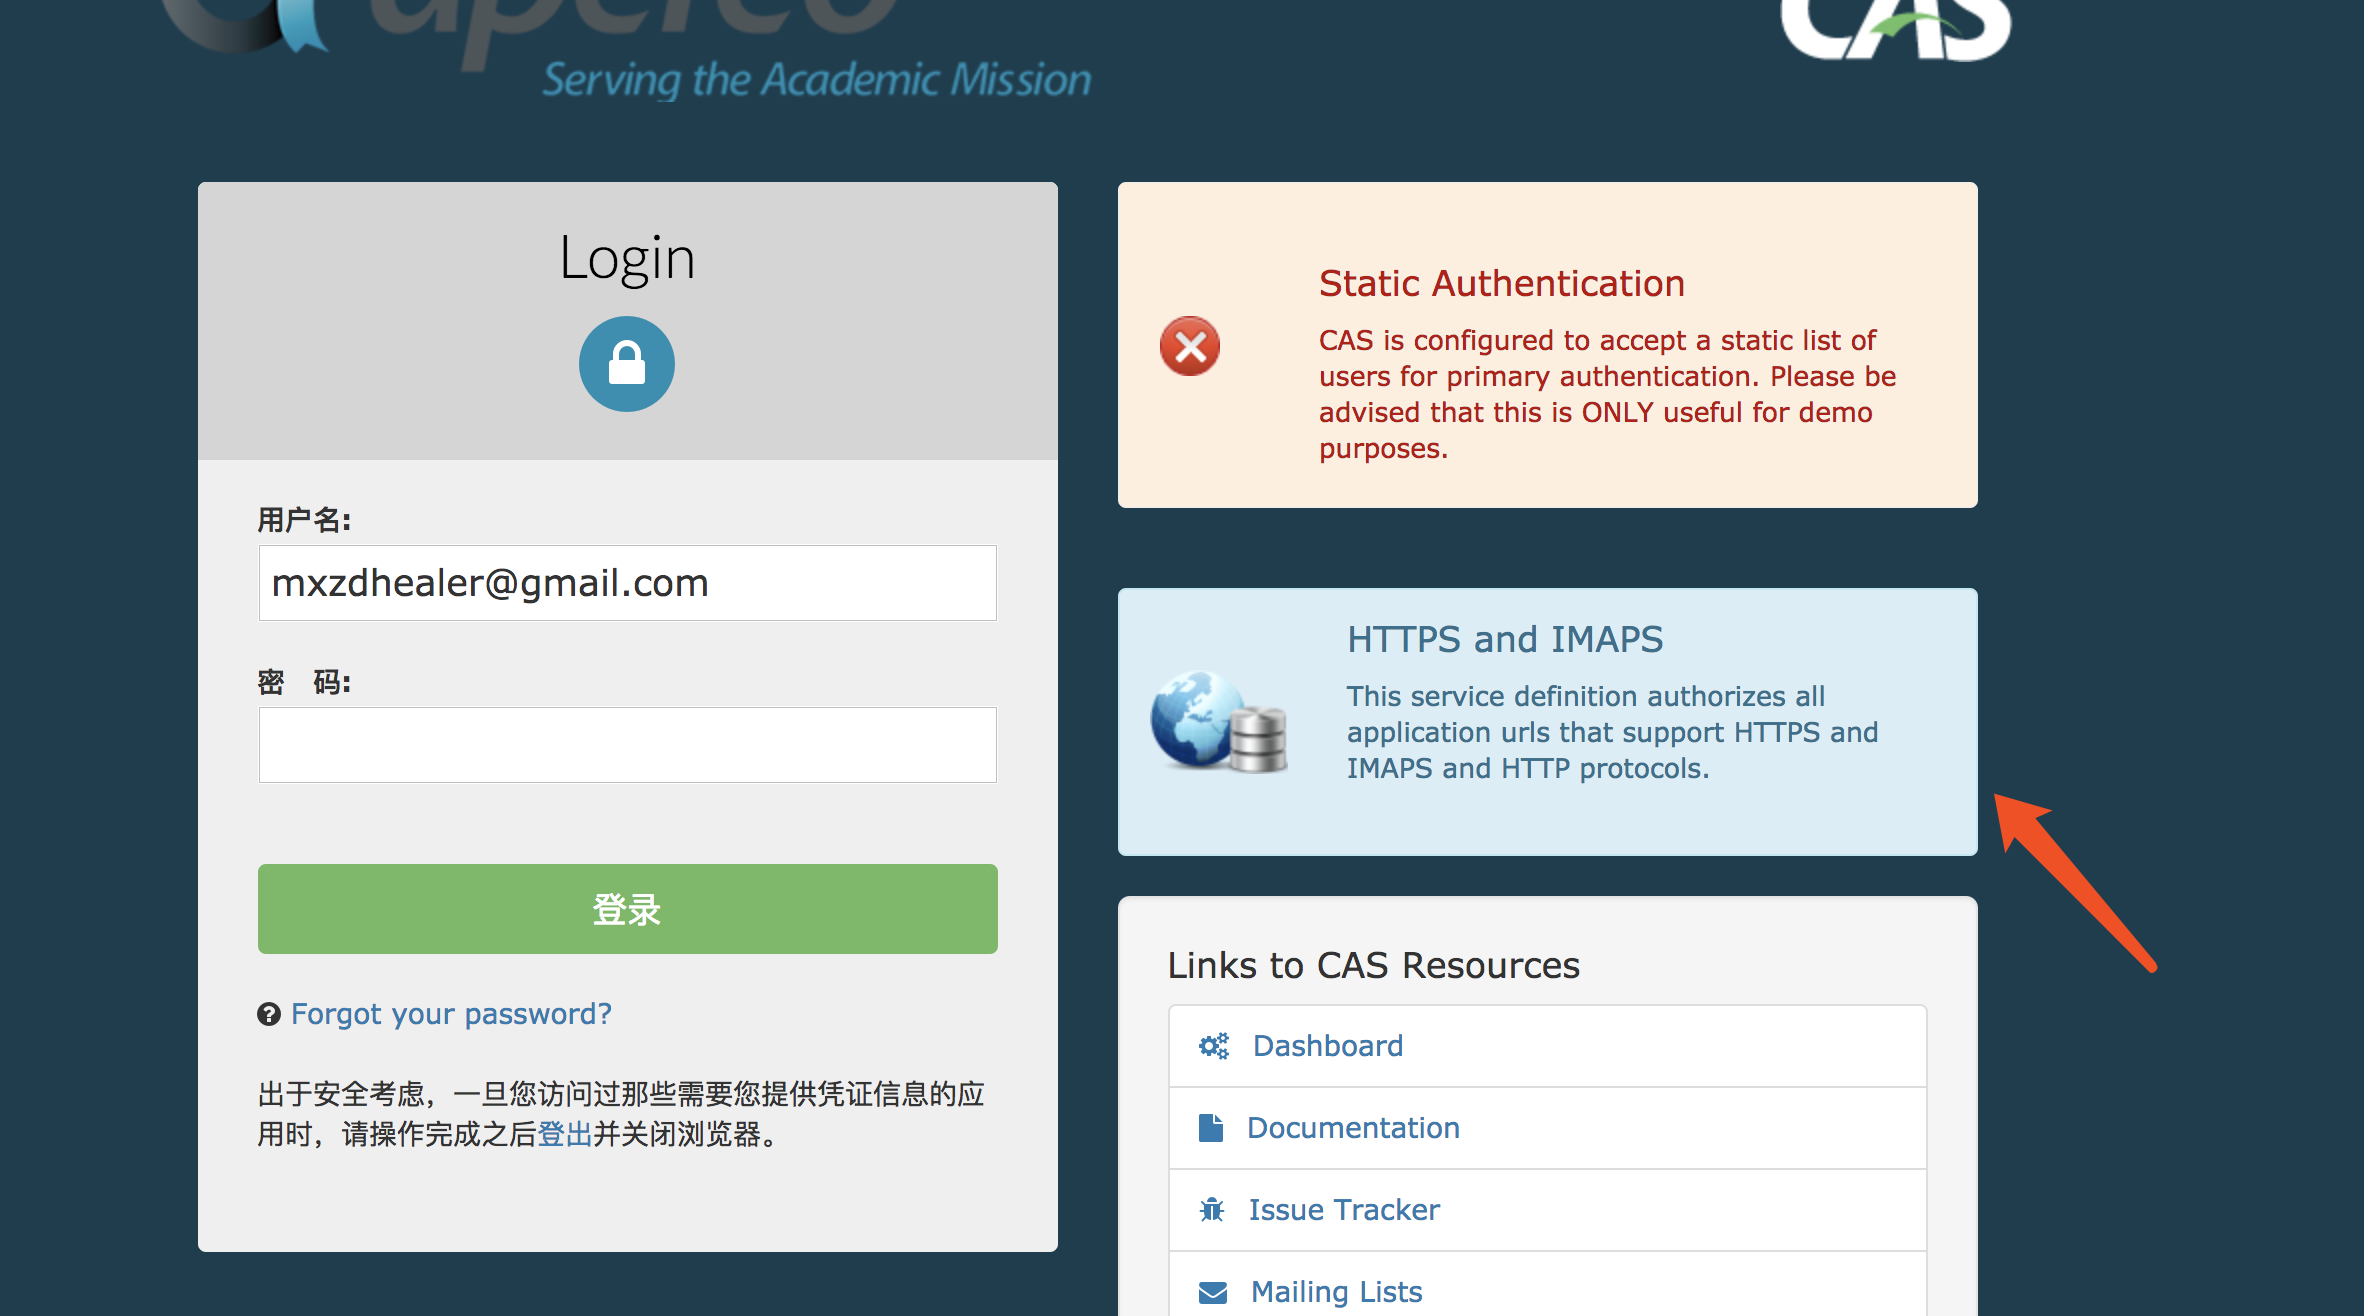 Serving the Academic Mission
CAS
Login
用户名:
mxzdhealer@gmail.com
密　码:
登录
Forgot your password?
出于安全考虑，一旦您访问过那些需要您提供凭证信息的应
用时，请操作完成之后登出并关闭浏览器。
Static Authentication
CAS is configured to accept a static list of
users for primary authentication. Please be
advised that this is ONLY useful for demo
purposes.
HTTPS and IMAPS
This service definition authorizes all
application urls that support HTTPS and
IMAPS and HTTP protocols.
Links to CAS Resources
Dashboard
Documentation
Issue Tracker
Mailing Lists